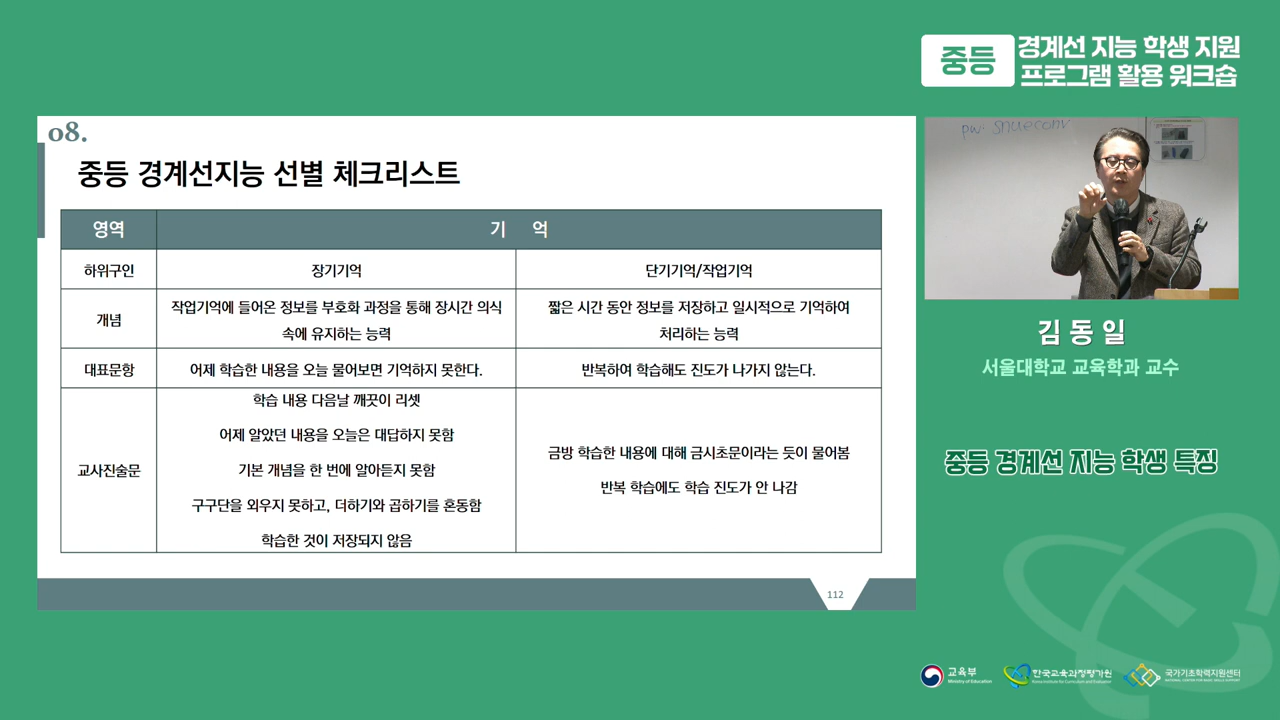 중등
경계선 지능 학생 지원
프로그램 활용 워크숍
08.
중등 경계선지능 선별 체크리스트
영역
기 억
하위구인
장기기억
단기기억/작업기억
개념
작업기억에 들어온 정보를 부호화 과정을 통해 장시간 의식
속에 유지하는 능력
짧은 시간 동안 정보를 저장하고 일시적으로 기억하여
처리하는 능력
대표문항
어제 학습한 내용을 오늘 물어보면 기억하지 못한다.
반복하여 학습해도 진도가 나가지 않는다.
교사진술문
학습 내용 다음날 깨끗이 리셋
어제 알았던 내용을 오늘은 대답하지 못함
기본 개념을 한 번에 알아듣지 못함
구구단을 외우지 못하고, 더하기와 곱하기를 혼동함
학습한 것이 저장되지 않음
금방 학습한 내용에 대해 금시초문이라는 듯이 물어봄
반복 학습에도 학습 진도가 안 나감
112
pw: snueconv
김동일
서울대학교 교육학과 교수
중등 경계선 지능 학생 특징
교육부
Ministry of Education
한국교육과정평가원
Korea Institute for Curriculum and Evaluation
국가기초학력지원센터
NATIONAL CENTER FOR BASIC SKILLS SUPPORT